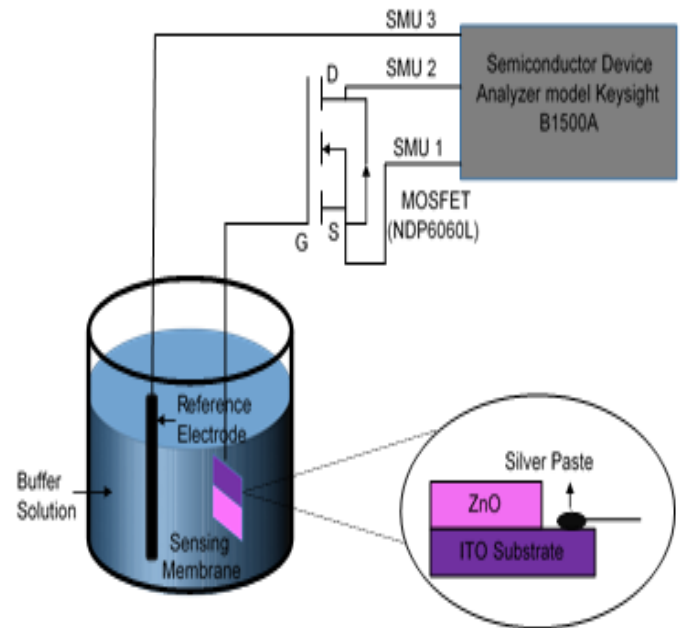 SMU 3
Semiconductor Device
Analyzer model Keysight
B1500A
D
SMU 2
SMU 1
MOSFET
(NDP6060L)
G
S
Reference
Electrode
Buffer
Solution
Sensing
Membrane
Silver Paste
ZnO
ITO Substrate